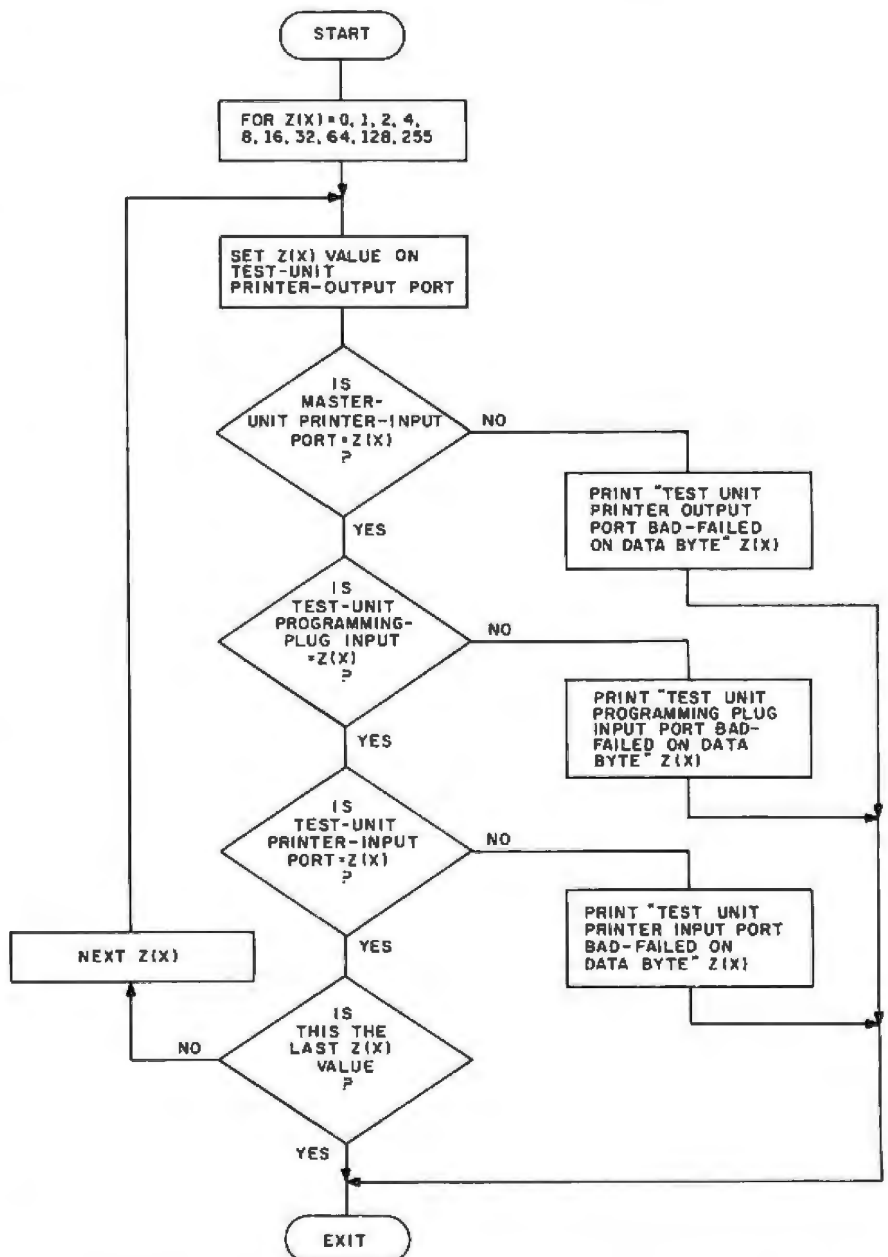 START
FOR Z(X)=0, 1, 2, 4,
8, 16, 32, 64, 128, 255
SET Z(X) VALUE ON
TEST-UNIT
PRINTER-OUTPUT PORT
IS
MASTER-
UNIT PRINTER-INPUT
PORT=Z(X)
?
NO
PRINT "TEST UNIT
PRINTER OUTPUT
PORT BAD-FAILED
ON DATA BYTE" Z(X)
YES
IS
TEST-UNIT
PROGRAMMING-
PLUG INPUT
=Z(X)
?
NO
PRINT "TEST UNIT
PROGRAMMING PLUG
INPUT PORT BAD-
FAILED ON DATA
BYTE" Z(X)
YES
IS
TEST-UNIT
PRINTER-INPUT
PORT=Z(X)
?
NO
PRINT "TEST UNIT
PRINTER INPUT PORT
BAD-FAILED ON
DATA BYTE" Z(X)
YES
NEXT Z(X)
IS
THIS THE
LAST Z(X)
VALUE
?
NO
YES
EXIT